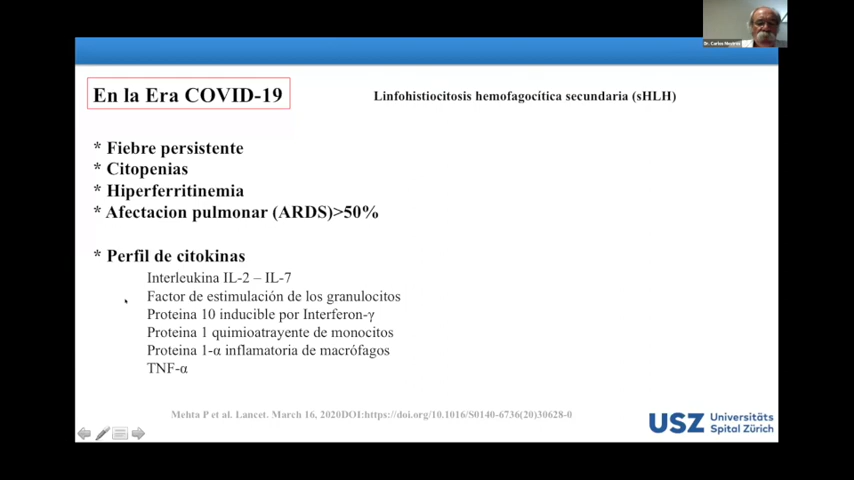 En la Era COVID-19
Linfohistiocitosis hemofagocítica secundaria (sHLH)
* Fiebre persistente
* Citopenias
* Hiperferritinemia
* Afectacion pulmonar (ARDS)>50%
* Perfil de citokinas
Interleukina IL-2 – IL-7
Factor de estimulación de los granulocitos
Proteina 10 inducible por Interferon-γ
Proteina 1 quimioatrayente de monocitos
Proteina 1-α inflamatoria de macrófagos
TNF-α
Mehta P et al. Lancet. March 16, 2020DOI:https://doi.org/10.1016/S0140-6736(20)30628-0
USZ Universitäts
Spital Zürich
Dr. Carlos